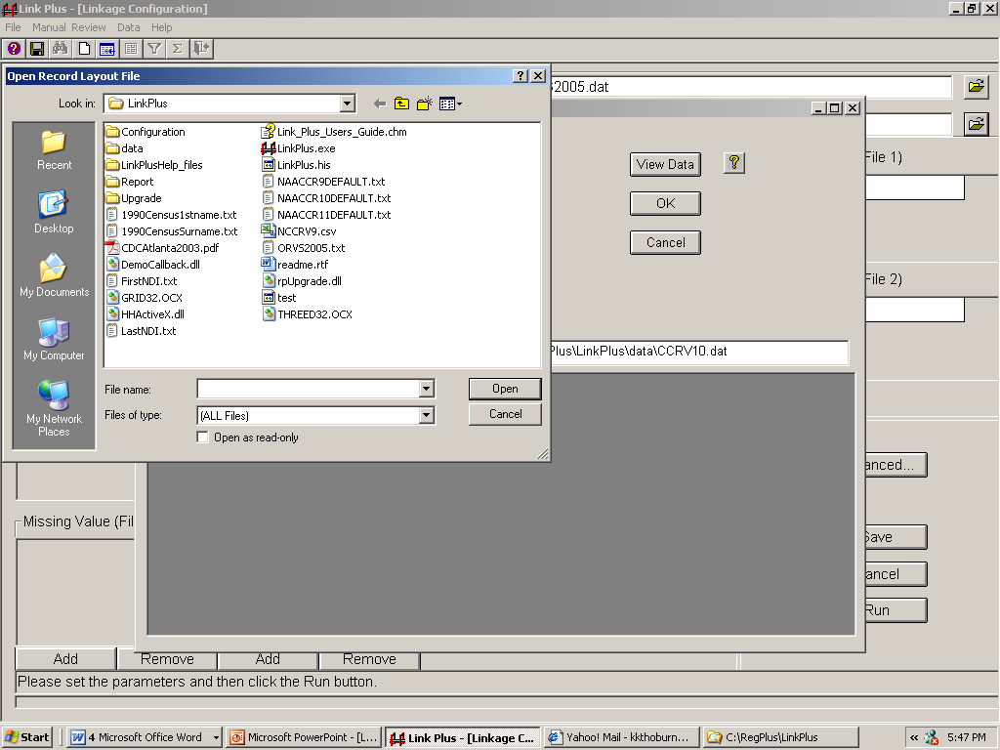 Link Plus - [Linkage Configuration]
File Manual Review Data Help
Open Record Layout File
Look in: LinkPlus
Recent
Desktop
My Documents
My Computer
My Network
Places
Configuration
data
LinkPlusHelp_files
Report
Upgrade
1990Census1stname.txt
1990CensusSurname.txt
CDCAtlanta2003.pdf
DemoCallback.dll
FirstNDI.txt
GRID32.OCX
HHActiveX.dll
LastNDI.txt
Link_Plus_Users_Guide.chm
LinkPlus.exe
LinkPlus.his
NAACCR9DEFAULT.txt
NAACCR10DEFAULT.txt
NAACCR11DEFAULT.txt
NCCRV9.csv
ORVS2005.txt
readme.rtf
rpUpgrade.dll
test
THREED32.OCX
File name:
Open
Files of type: (ALL Files)
Cancel
Open as read-only
S2005.dat
View Data
?
OK
Cancel
File 1)
File 2)
Plus\LinkPlus\data\CCRV10.dat
anced...
Save
ancel
Run
Missing Value (Fil
Add Remove Add Remove
Please set the parameters and then click the Run button.
Start 4 Microsoft Office Word Microsoft PowerPoint - [L... Link Plus - [Linkage C... Yahoo! Mail - kkthoburn... C:\RegPlus\LinkPlus « 5:47 PM